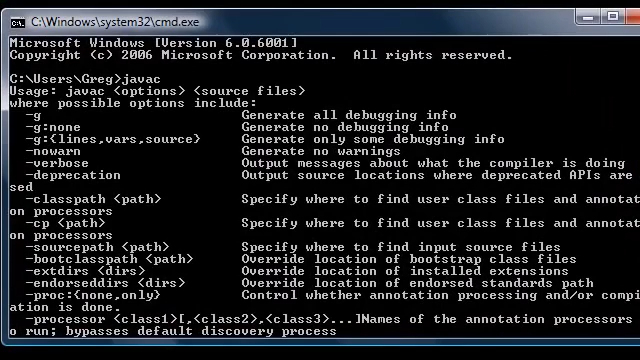 C:\Windows\system32\cmd.exe
Microsoft Windows [Version 6.0.6001]
Copyright (c) 2006 Microsoft Corporation.  All rights reserved.
C:\Users\Greg>javac
Usage: javac <options> <source files>
where possible options include:
-g                         Generate all debugging info
-g:none                    Generate no debugging info
-g:{lines,vars,source}     Generate only some debugging info
-nowarn                    Generate no warnings
-verbose                   Output messages about what the compiler is doing
-deprecation               Output source locations where deprecated APIs are
sed
-classpath <path>          Specify where to find user class files and annotat
on processors
-cp <path>                 Specify where to find user class files and annotat
on processors
-sourcepath <path>         Specify where to find input source files
-bootclasspath <path>      Override location of bootstrap class files
-extdirs <dirs>            Override location of installed extensions
-endorseddirs <dirs>       Override location of endorsed standards path
-proc:{none,only}          Control whether annotation processing and/or compi
ation is done.
-processor <class1>[,<class2>,<class3>...]Names of the annotation processors
o run; bypasses default discovery process